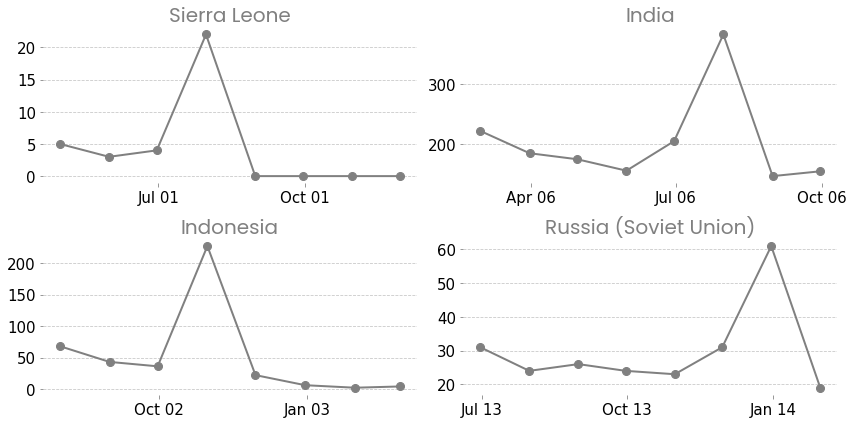 Sierra Leone
20
15
10
5
0
Jul 01 Oct 01
India
300
200
Apr 06 Jul 06 Oct 06
Indonesia
200
150
100
50
0
Oct 02 Jan 03
Russia (Soviet Union)
60
50
40
30
20
Jul 13 Oct 13 Jan 14